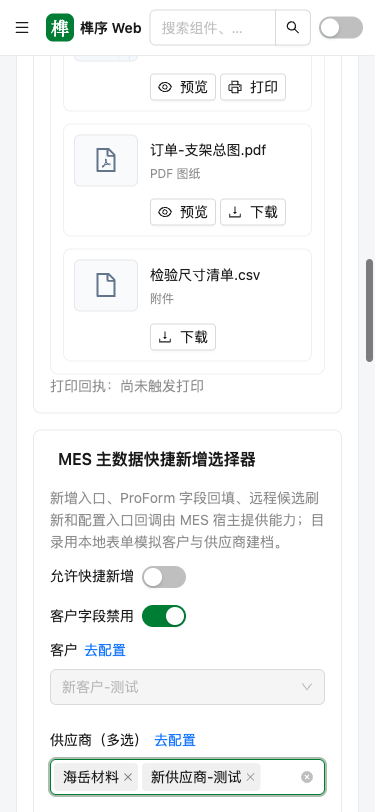 榫 榫序 Web 搜索组件、...
预览 打印
订单-支架总图.pdf
PDF 图纸
预览 下载
检验尺寸清单.csv
附件
下载
打印回执：尚未触发打印
MES 主数据快捷新增选择器
新增入口、ProForm 字段回填、远程候选刷
新和配置入口回调由 MES 宿主提供能力；目
录用本地表单模拟客户与供应商建档。
允许快捷新增
客户字段禁用
客户 去配置
新客户-测试
供应商（多选） 去配置
海岳材料 新供应商-测试